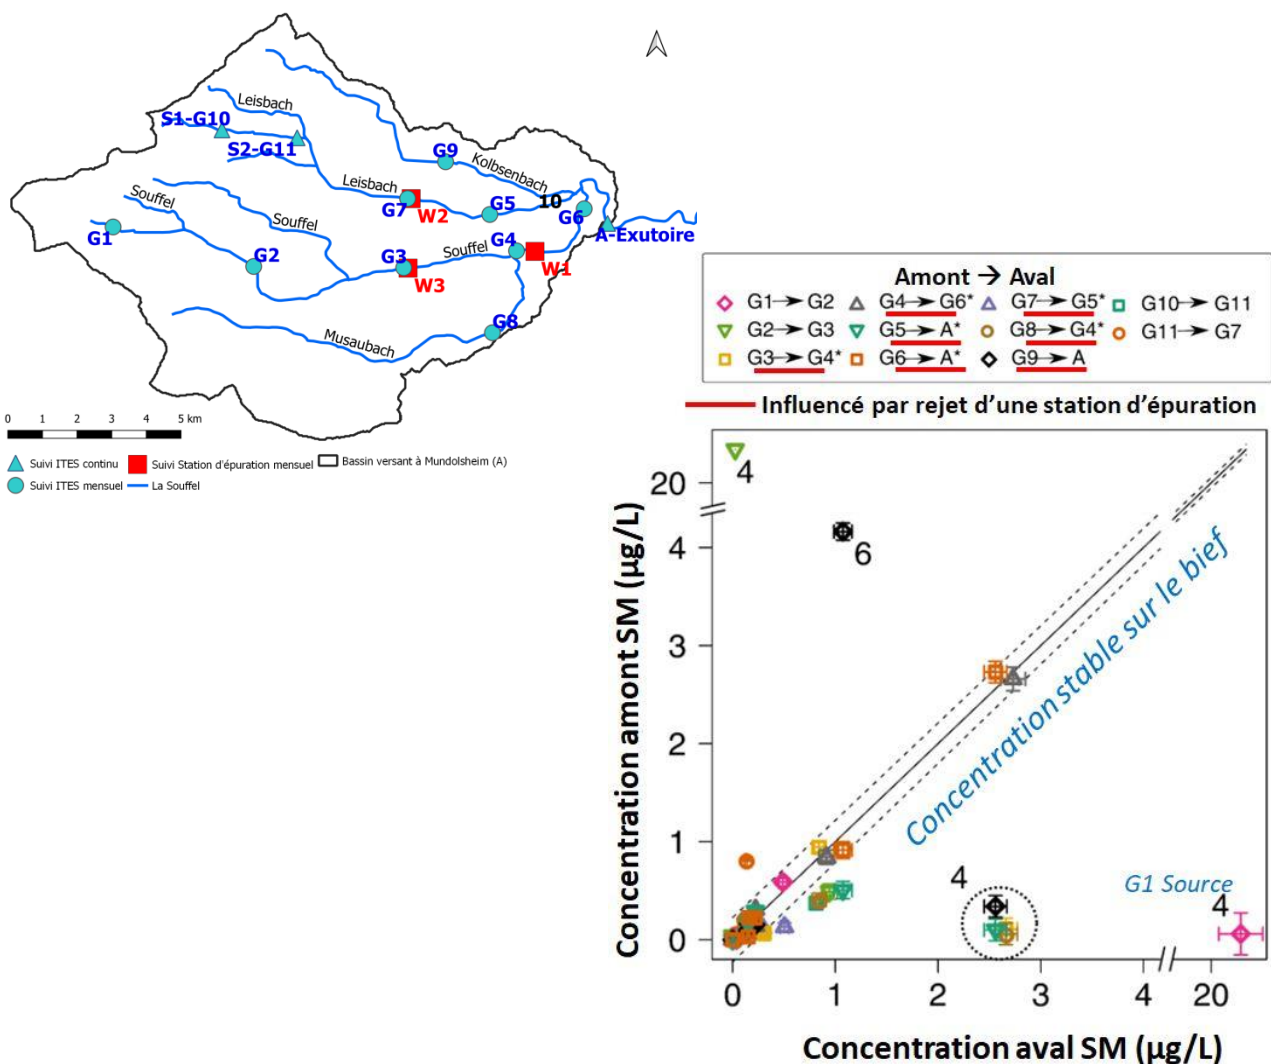 Leisbach
S1-G10
S2-G11
G9
Kolbsenbach
Leisbach
Souffel
G7
W2
G5
10
G6
A-Exutoire
G1
Souffel
G2
G3
Souffel
G4
W1
W3
G8
Musaubach
0 1 2 3 4 5 km
Suivi ITES continu
Suivi Station d'épuration mensuel
Bassin versant à Mundolsheim (A)
Suivi ITES mensuel
La Souffel
Amont → Aval
G1→G2
G4→G6*
G7→G5*
G10→G11
G2→G3
G5→A*
G8→G4*
G11→G7
G3→G4*
G6→A*
G9→A
Influencé par rejet d'une station d'épuration
Concentration amont SM (µg/L)
20
4
3
2
1
0
4
6
Concentration stable sur le bief
4
G1 Source
4
0 1 2 3 4 20
Concentration aval SM (µg/L)